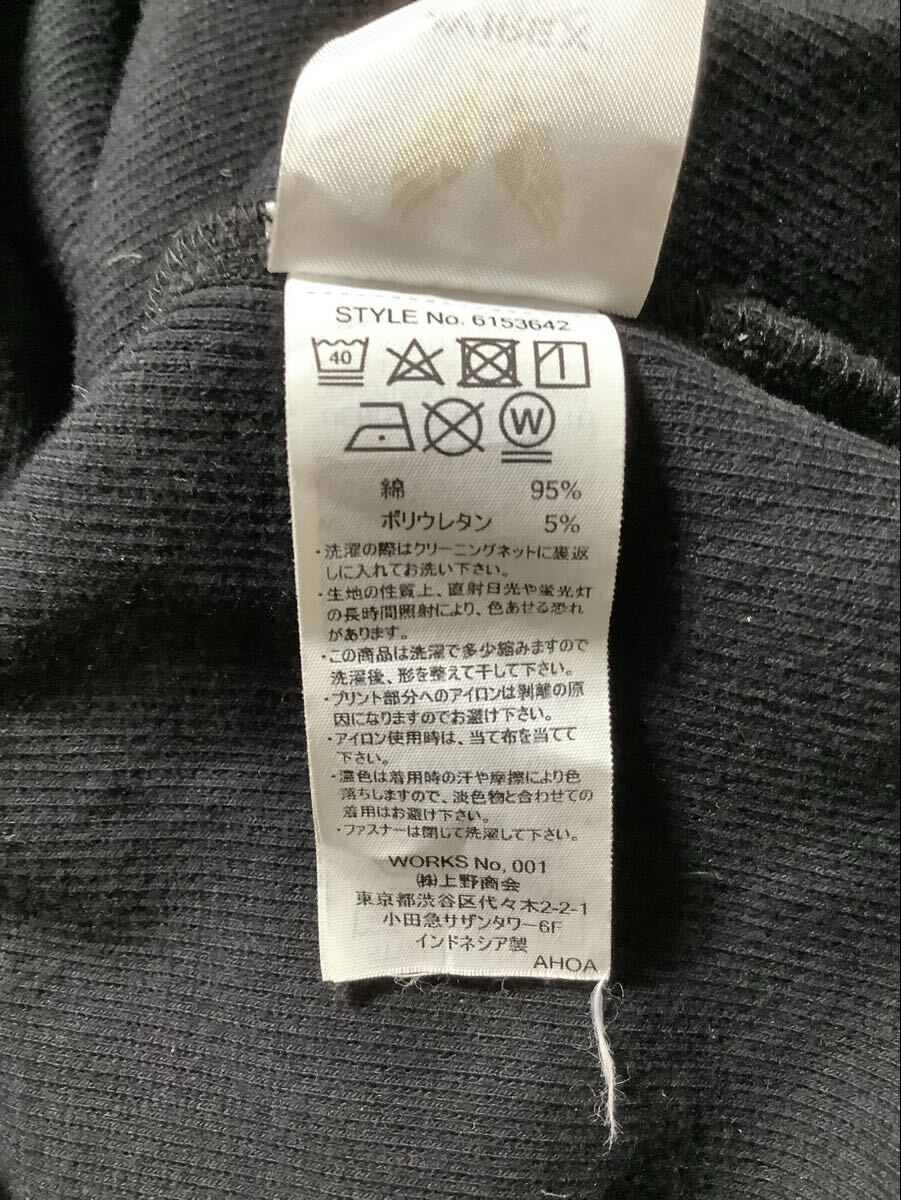 STYLE No. 6153642
40
W
綿 95%
ポリウレタン 5%
・洗濯の際はクリーニングネットに裏返
しに入れてお洗い下さい。
・生地の性質上、直射日光や蛍光灯
の長時間照射により、色あせる恐れ
があります。
・この商品は洗濯で多少縮みますので
洗濯後、形を整えて干して下さい。
・プリント部分へのアイロンは剥離の原
因になりますのでお避け下さい。
・アイロン使用時は、当て布を当てて
下さい。
・濃色は着用時の汗や摩擦により色
落ちしますので、淡色物と合わせての
着用はお避け下さい。
・ファスナーは閉じて洗濯して下さい。
WORKS No, 001
㈱上野商会
東京都渋谷区代々木2-2-1
小田急サザンタワー6F
インドネシア製
AHOA